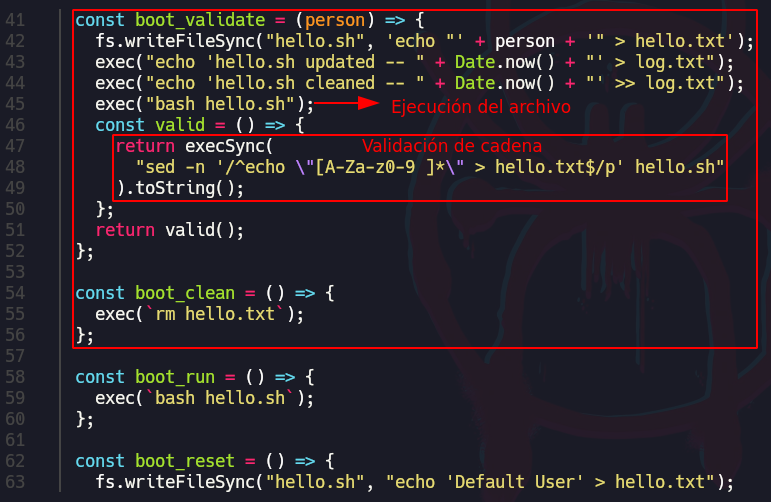 41 const boot_validate = (person) => {
42 fs.writeFileSync("hello.sh", 'echo "' + person + '" > hello.txt');
43 exec("echo 'hello.sh updated -- " + Date.now() + "' > log.txt");
44 exec("echo 'hello.sh cleaned -- " + Date.now() + "' >> log.txt");
45 exec("bash hello.sh"); Ejecución del archivo
46 const valid = () => {
47 return execSync( Validación de cadena
48 "sed -n '/^echo \"[A-Za-z0-9 ]*\" > hello.txt$/p' hello.sh"
49 ).toString();
50 };
51 return valid();
52 };
53
54 const boot_clean = () => {
55 exec(`rm hello.txt`);
56 };
57
58 const boot_run = () => {
59 exec(`bash hello.sh`);
60 };
61
62 const boot_reset = () => {
63 fs.writeFileSync("hello.sh", "echo 'Default User' > hello.txt");